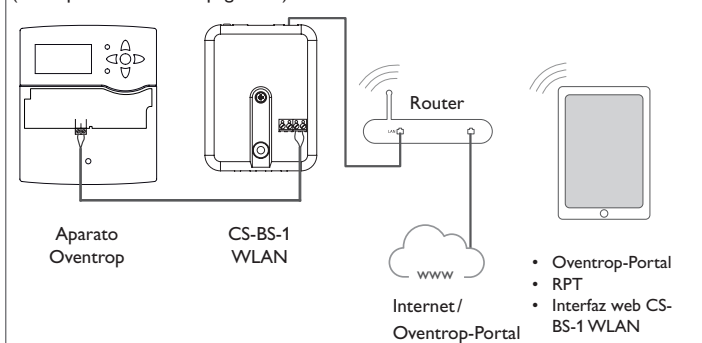 Router
LAN
Aparato
Oventrop
CS-BS-1
WLAN
www
Internet/
Oventrop-Portal
• Oventrop-Portal
• RPT
• Interfaz web CS-
BS-1 WLAN